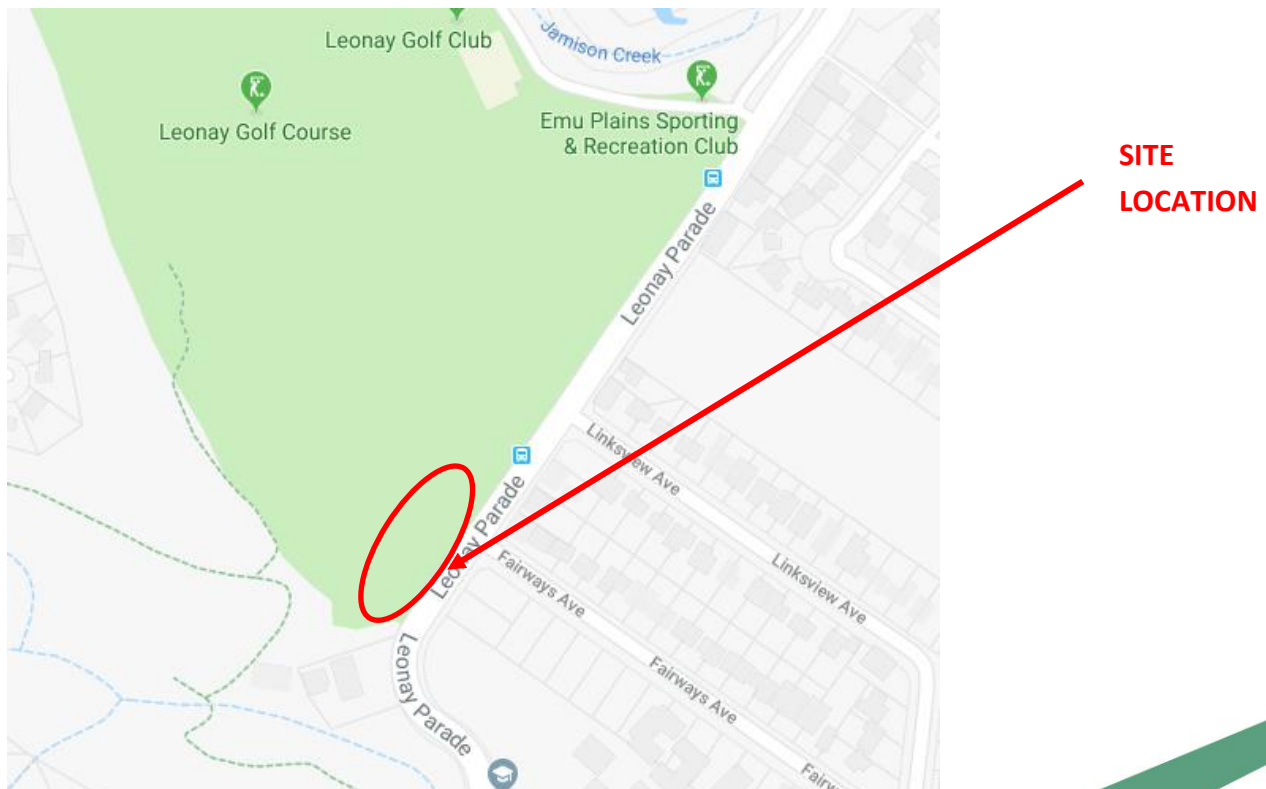 Leonay Golf Club
Jamison Creek
Leonay Golf Course
Emu Plains Sporting
& Recreation Club
SITE
LOCATION
Leonay Parade
Linksview Ave
Leonay Parade
Linksview Ave
Fairways Ave
Leonay Parade
Fairways Ave
Fairw